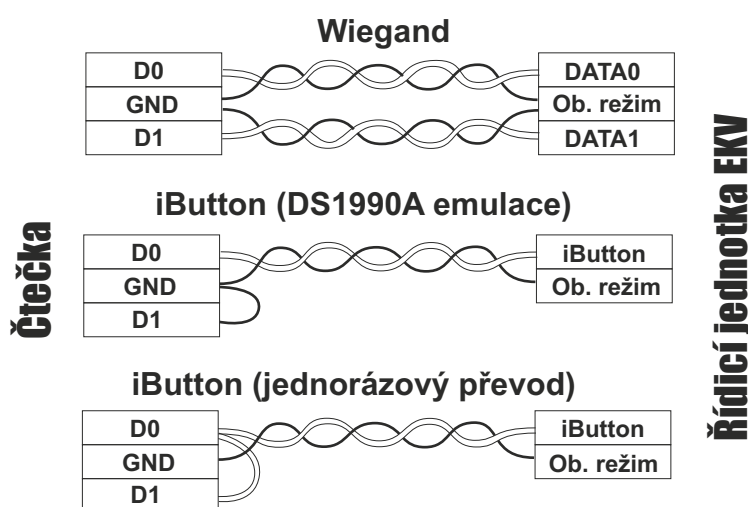 Wiegand
D0
GND
D1
DATA0
Ob. režim
DATA1
iButton (DS1990A emulace)
D0
GND
D1
iButton
Ob. režim
iButton (jednorázový převod)
D0
GND
D1
iButton
Ob. režim
Čtečka
Řídicí jednotka EKV